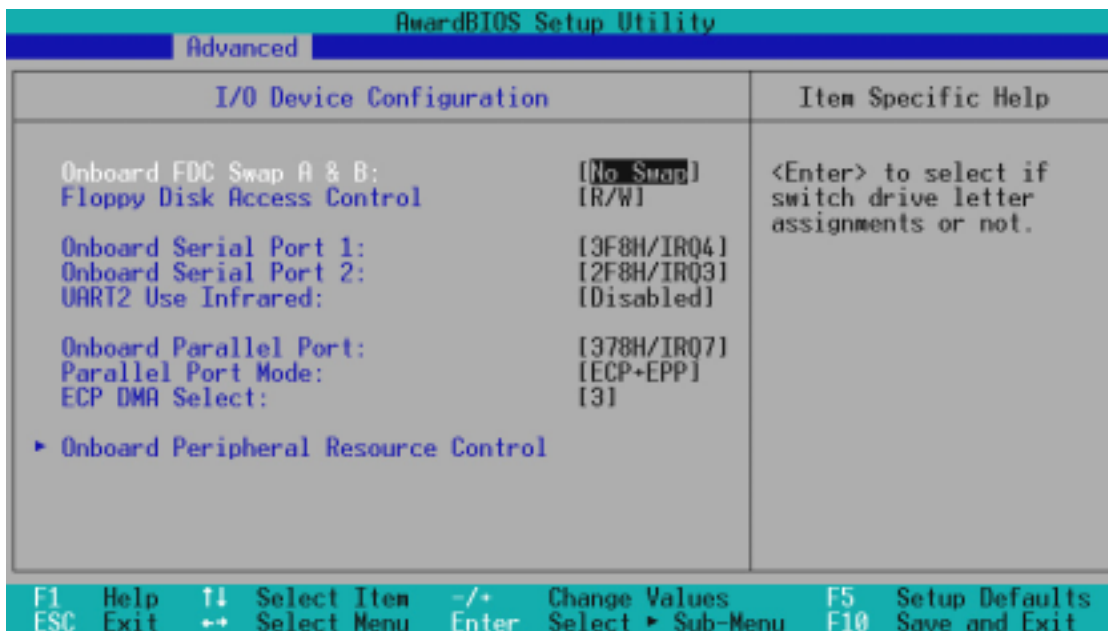 AwardBIOS Setup Utility
Advanced
I/O Device Configuration
Item Specific Help
Onboard FDC Swap A & B: [No Swap]
Floppy Disk Access Control [R/W]
Onboard Serial Port 1: [3F8H/IRQ4]
Onboard Serial Port 2: [2F8H/IRQ3]
UART2 Use Infrared: [Disabled]
Onboard Parallel Port: [378H/IRQ7]
Parallel Port Mode: [ECP+EPP]
ECP DMA Select: [3]
▸ Onboard Peripheral Resource Control
<Enter> to select if
switch drive letter
assignments or not.
F1 Help ↑↓ Select Item -/+ Change Values F5 Setup Defaults
ESC Exit ←→ Select Menu Enter Select ▸ Sub-Menu F10 Save and Exit